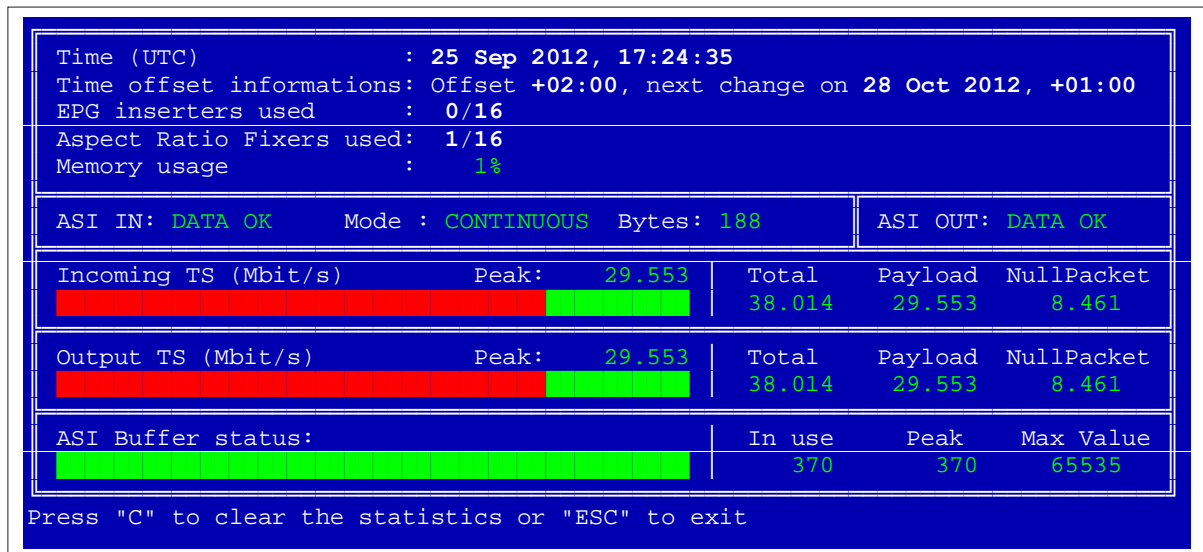 Time (UTC) : 25 Sep 2012, 17:24:35
Time offset informations: Offset +02:00, next change on 28 Oct 2012, +01:00
EPG inserters used : 0/16
Aspect Ratio Fixers used: 1/16
Memory usage : 1%
ASI IN: DATA OK Mode : CONTINUOUS Bytes: 188 ASI OUT: DATA OK
Incoming TS (Mbit/s) Peak: 29.553 Total Payload NullPacket
38.014 29.553 8.461
Output TS (Mbit/s) Peak: 29.553 Total Payload NullPacket
38.014 29.553 8.461
ASI Buffer status: In use Peak Max Value
370 370 65535
Press "C" to clear the statistics or "ESC" to exit